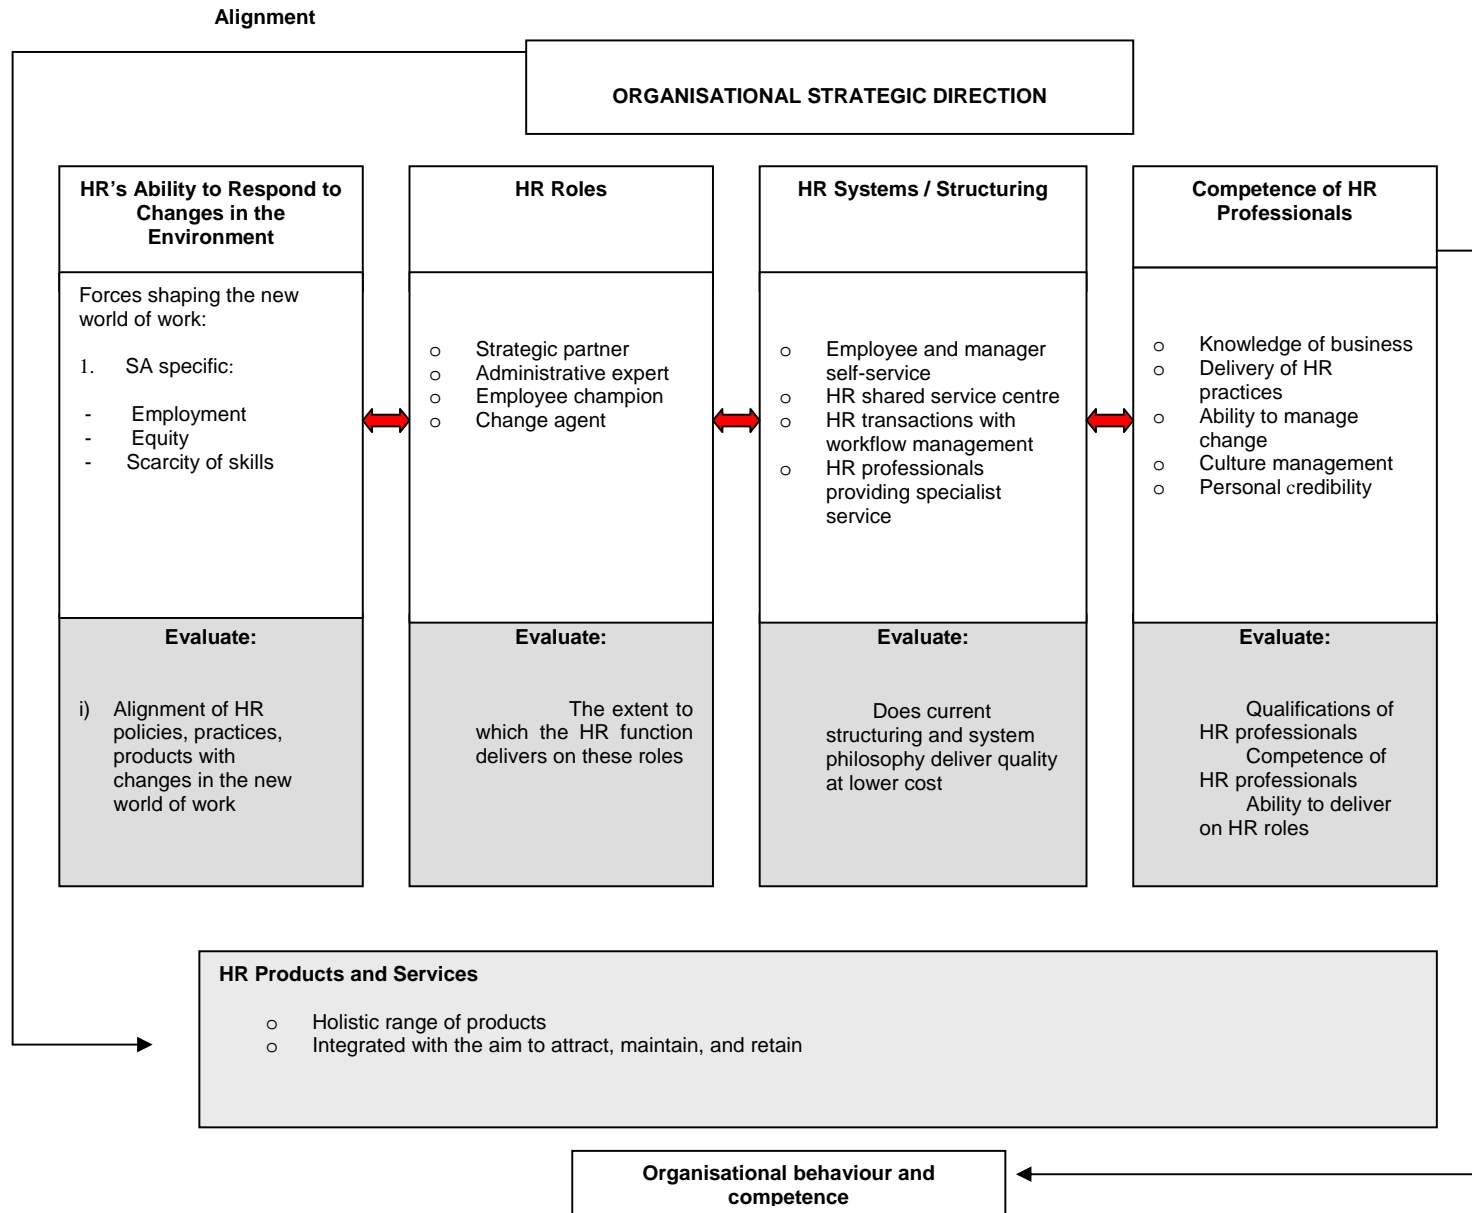 Alignment
ORGANISATIONAL STRATEGIC DIRECTION
HR's Ability to Respond to
Changes in the
Environment
Forces shaping the new
world of work:
1. SA specific:
- Employment
- Equity
- Scarcity of skills
Evaluate:
i) Alignment of HR
policies, practices,
products with
changes in the new
world of work
HR Roles
o Strategic partner
o Administrative expert
o Employee champion
o Change agent
Evaluate:
The extent to
which the HR function
delivers on these roles
HR Systems / Structuring
o Employee and manager
self-service
o HR shared service centre
o HR transactions with
workflow management
o HR professionals
providing specialist
service
Evaluate:
Does current
structuring and system
philosophy deliver quality
at lower cost
Competence of HR
Professionals
o Knowledge of business
o Delivery of HR
practices
o Ability to manage
change
o Culture management
o Personal credibility
Evaluate:
Qualifications of
HR professionals
Competence of
HR professionals
Ability to deliver
on HR roles
HR Products and Services
o Holistic range of products
o Integrated with the aim to attract, maintain, and retain
Organisational behaviour and
competence